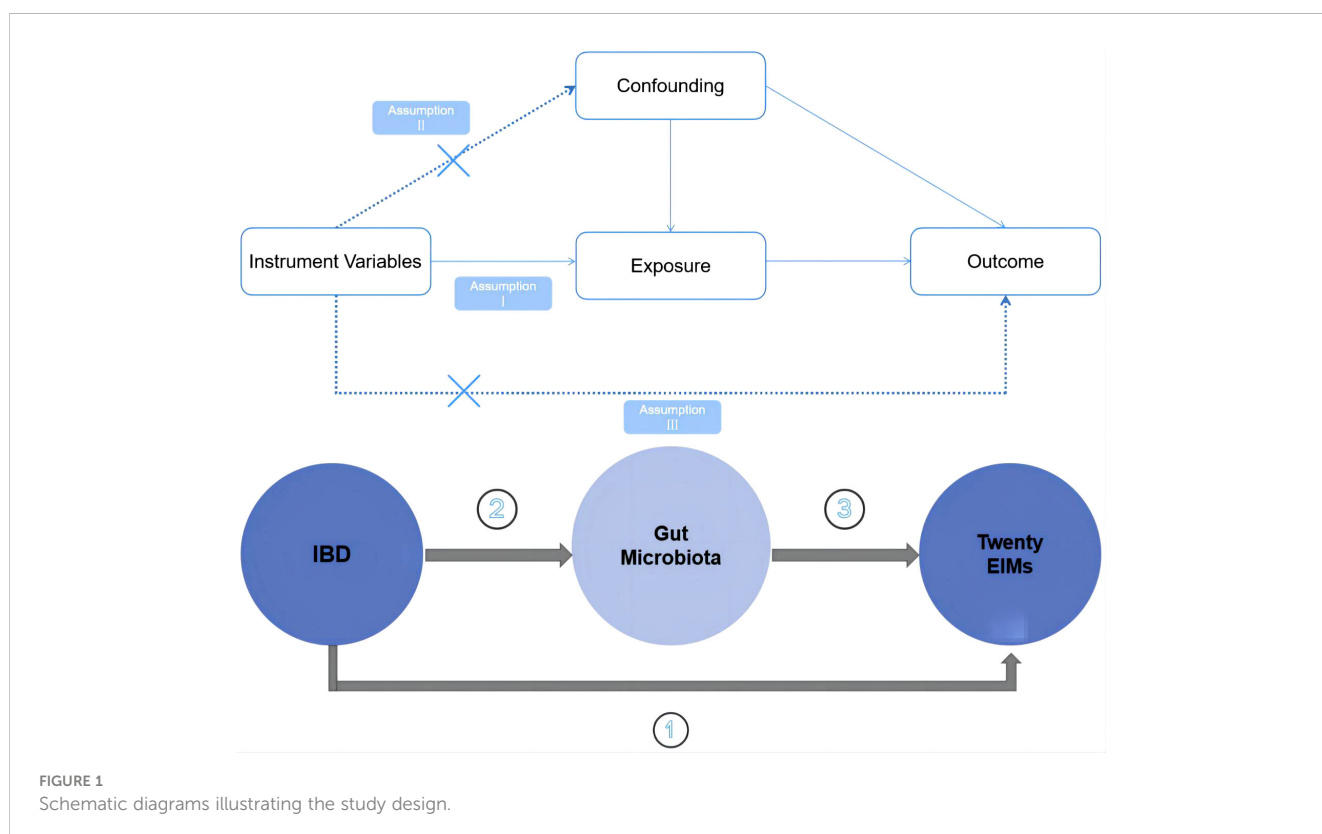 Confounding
Assumption
II
Instrument Variables
Exposure
Outcome
Assumption
I
Assumption
III
IBD
②
Gut
Microbiota
③
Twenty
EIMs
①
FIGURE 1
Schematic diagrams illustrating the study design.